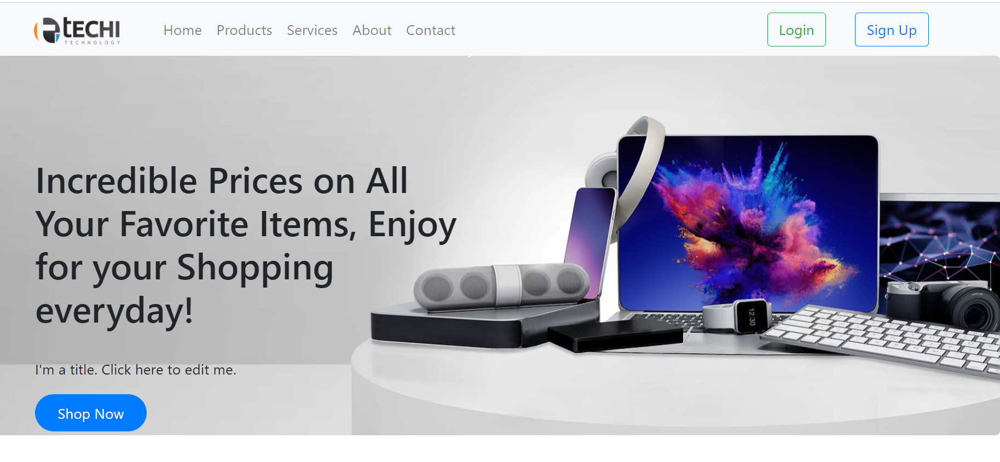 TECHI
TECHNOLOGY
Home Products Services About Contact Login Sign Up
Incredible Prices on All
Your Favorite Items, Enjoy
for your Shopping
everyday!
12:30
I'm a title. Click here to edit me.
Shop Now